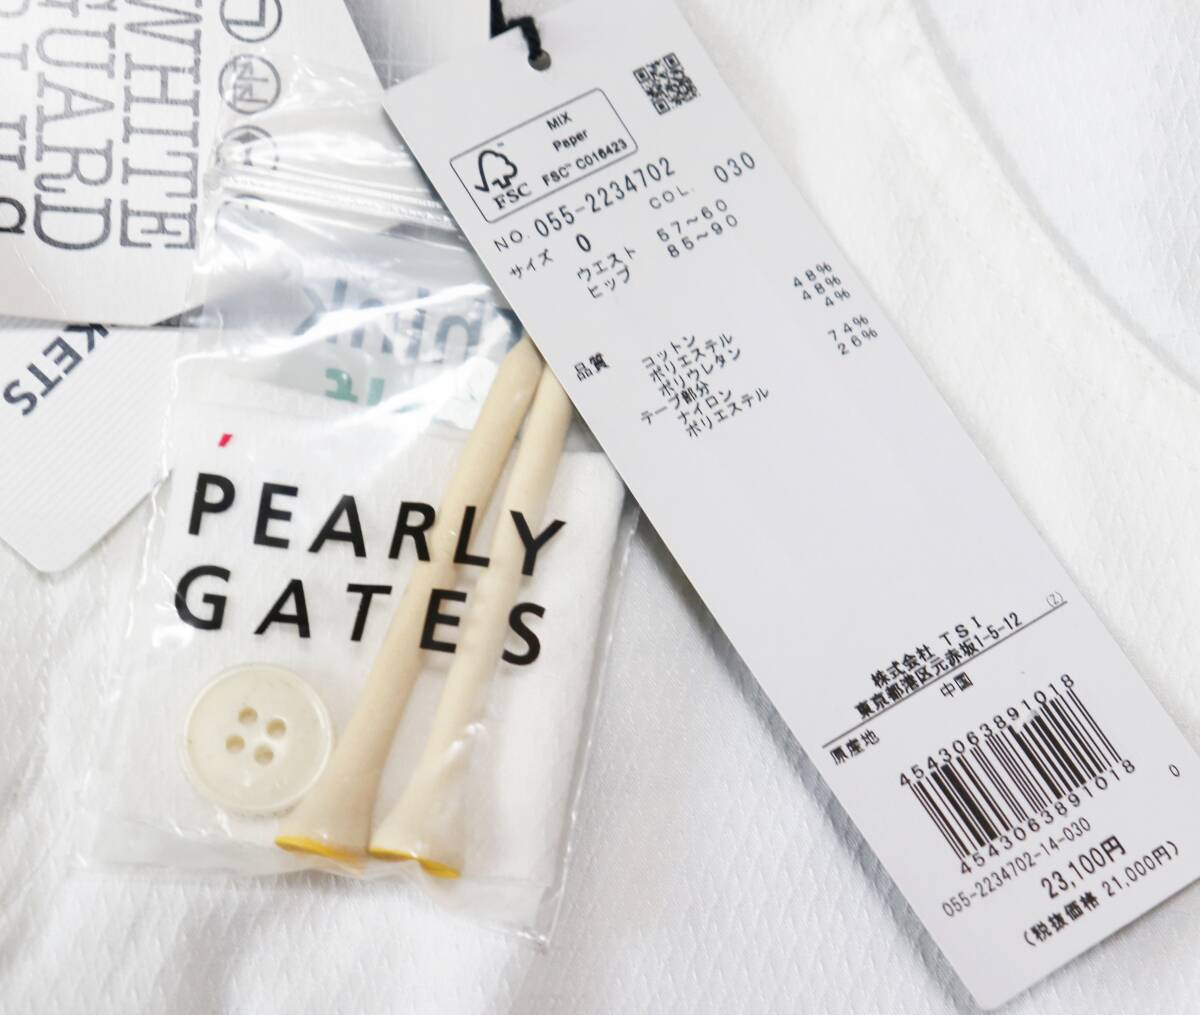 WHITE
GUARD
KETS
PEARLY
GATES
MIX
Paper
FSC™ C016423
FSC
NO. 055-2234702
COL. 030
サイズ 0
ウエスト 57～60
ヒップ 85～90
品質 コットン 48%
ポリエステル 48%
ポリウレタン 4%
テープ部分
ナイロン 74%
ポリエステル 26%
(Z)
株式会社 TSI
東京都港区元赤坂1-5-12
原産地 中国
4543063891018
4543063891018
055-2234702-14-030 0
23,100円
(税抜価格 21,000円)